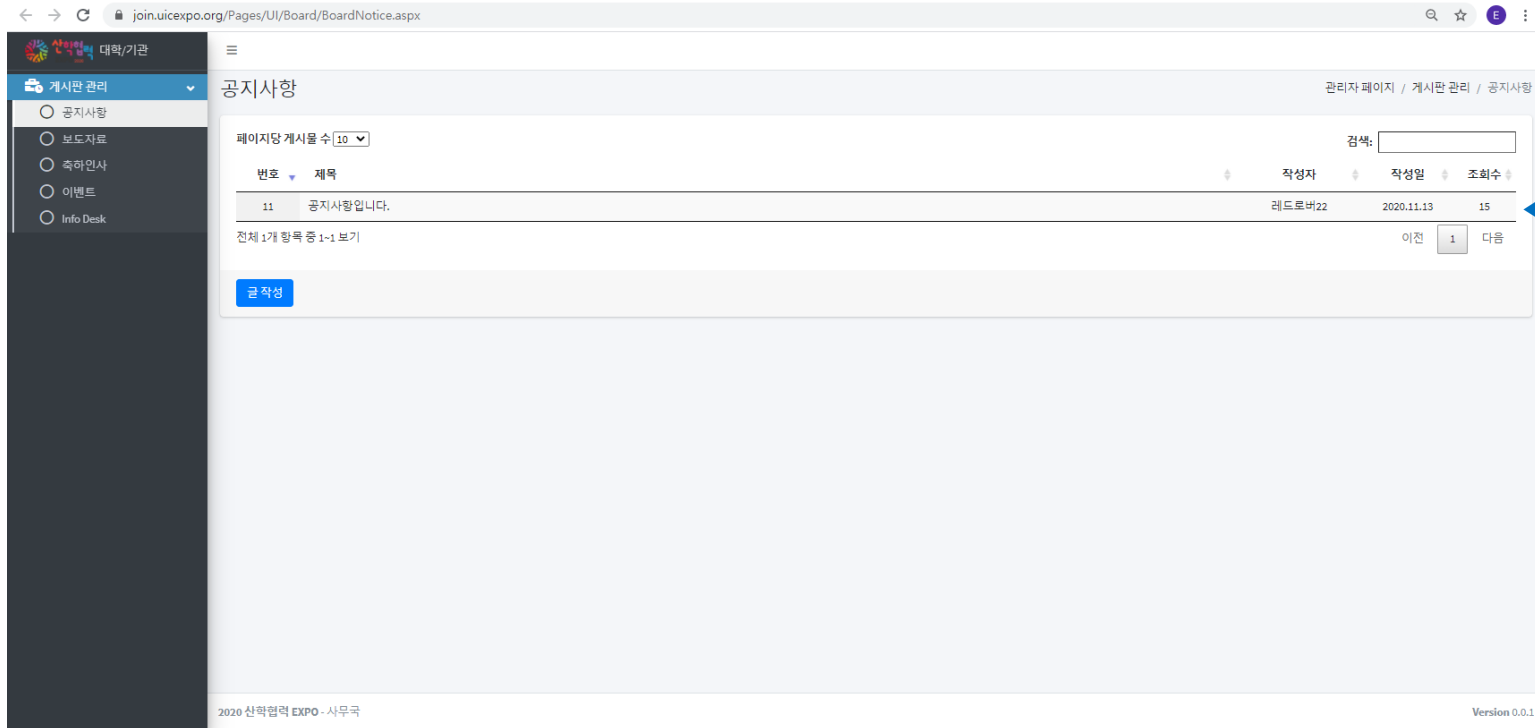 join.uicexpo.org/Pages/UI/Board/BoardNotice.aspx
E
산학협력 대학/기관
게시판 관리
공지사항
보도자료
축하인사
이벤트
Info Desk
공지사항
관리자 페이지 / 게시판 관리 / 공지사항
페이지당 게시물 수 10
검색:
번호 제목 작성자 작성일 조회수
11 공지사항입니다. 레드로버22 2020.11.13 15
전체 1개 항목 중 1~1 보기
이전 1 다음
글 작성
2020 산학협력 EXPO - 사무국
Version 0.0.1